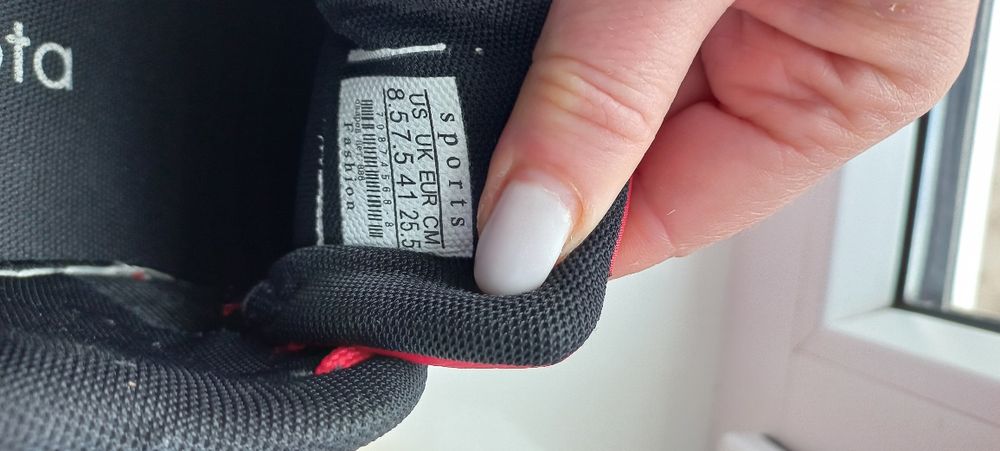 ota
sports
US UK EUR CM
8.5 7.5 41 25.5
Fashion